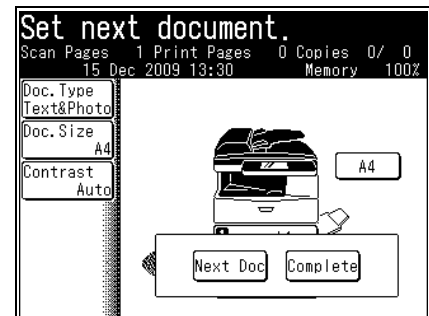 Set next document.
Scan Pages 1 Print Pages 0 Copies 0/ 0
15 Dec 2009 13:30 Memory 100%
Doc.Type
Text&Photo
Doc.Size
A4
Contrast
Auto
A4
Next Doc Complete